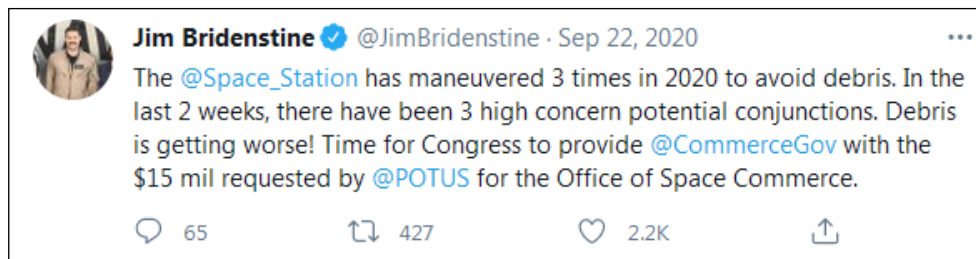 Jim Bridenstine @JimBridenstine · Sep 22, 2020
The @Space_Station has maneuvered 3 times in 2020 to avoid debris. In the
last 2 weeks, there have been 3 high concern potential conjunctions. Debris
is getting worse! Time for Congress to provide @CommerceGov with the
$15 mil requested by @POTUS for the Office of Space Commerce.
65 427 2.2K